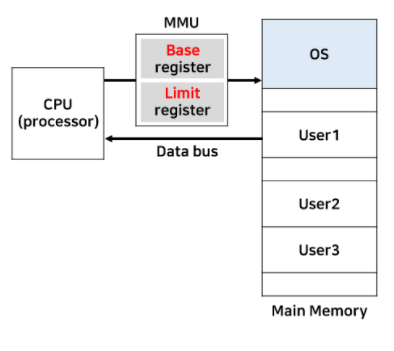 MMU
Base
register
Limit
register
CPU
(processor)
Data bus
OS
User1
User2
User3
Main Memory